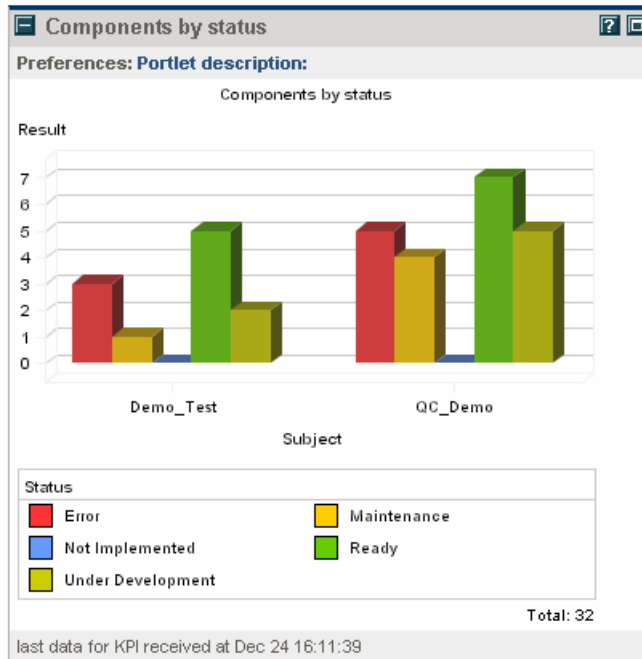 Components by status
?
Preferences: Portlet description:
Components by status
Result
7
6
5
4
3
2
1
0
Demo_Test QC_Demo
Subject
Status
Error Maintenance
Not Implemented Ready
Under Development
Total: 32
last data for KPI received at Dec 24 16:11:39